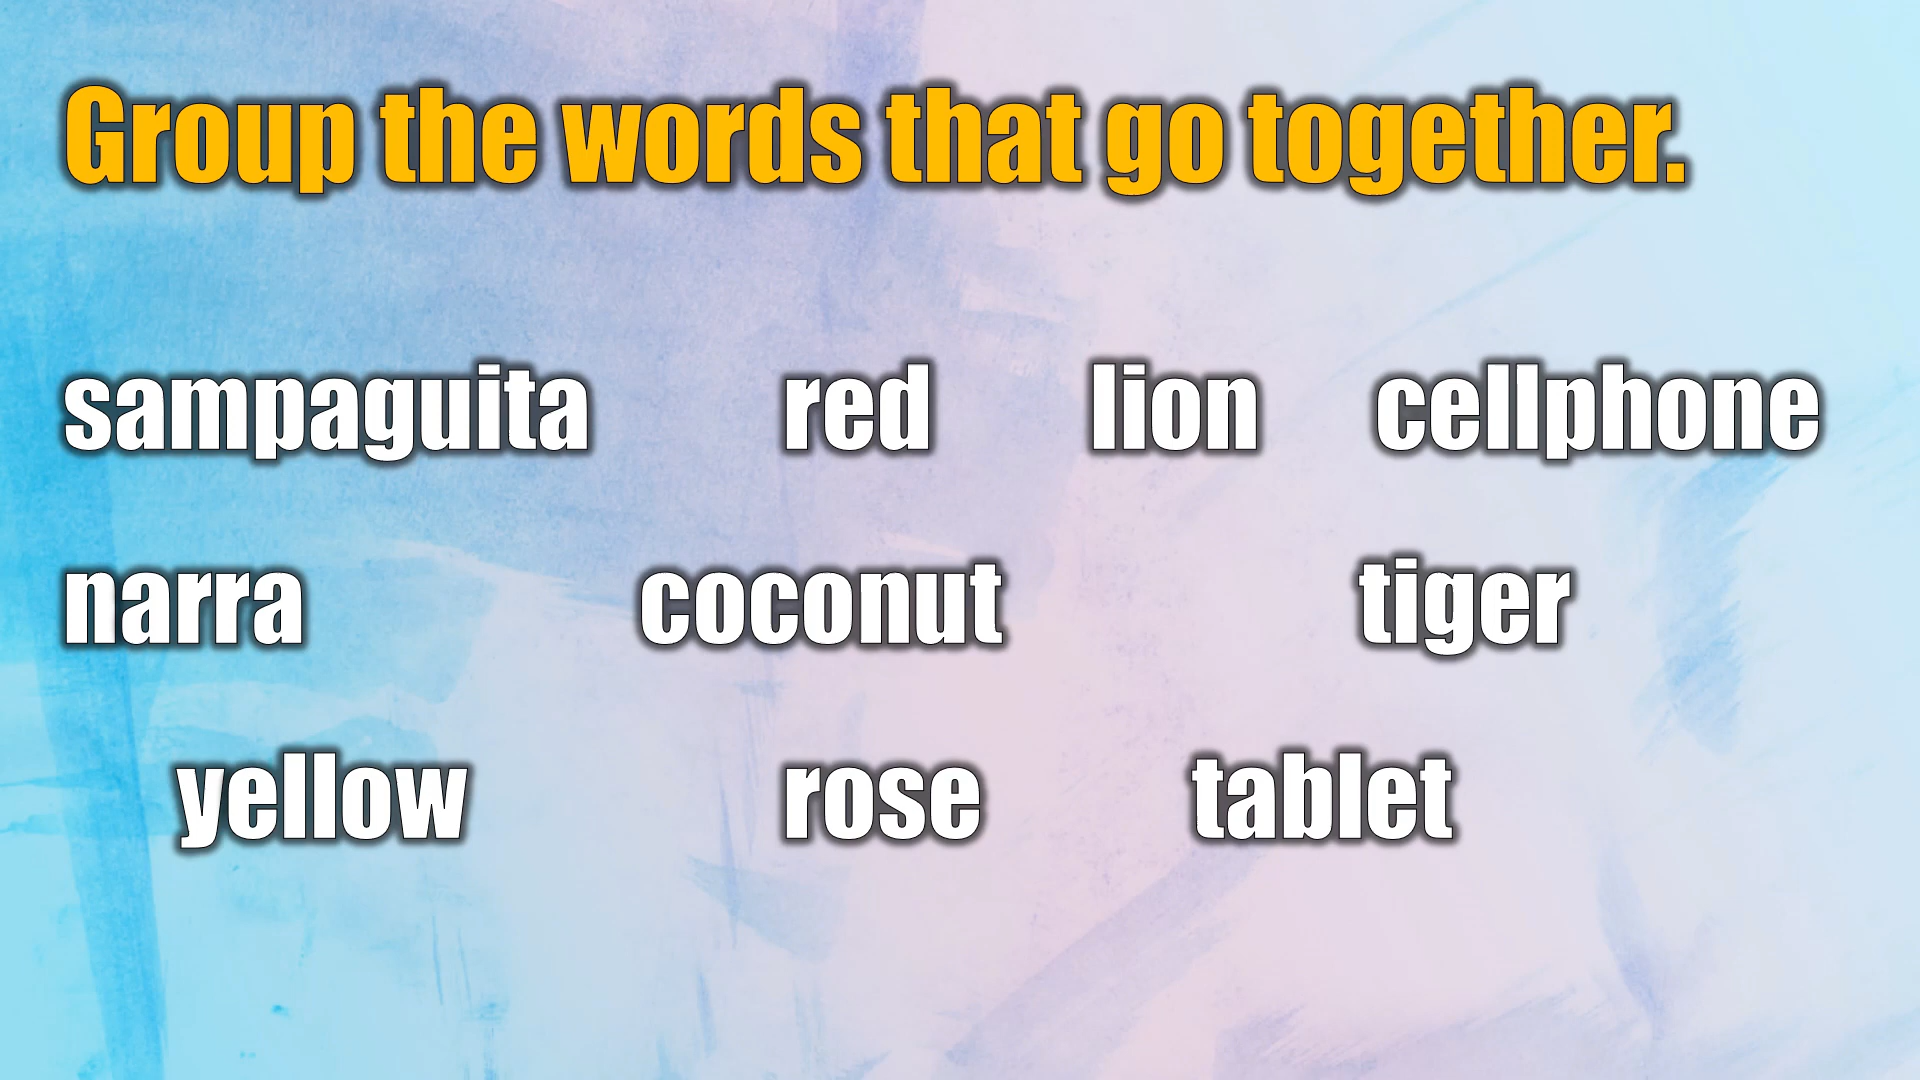 Group the words that go together.
sampaguita red lion cellphone
narra coconut tiger
yellow rose tablet